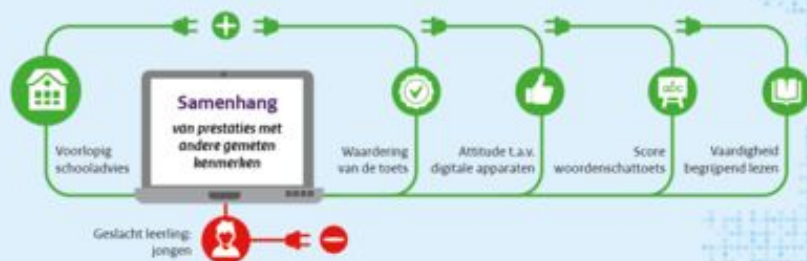 Samenhang
van prestaties met
andere gemeten
kenmerken
Voorlopig
schooladvies
Waardering
van de toets
Attitude t.a.v.
digitale apparaten
abc
Score
woordenschattoets
Vaardigheid
begrijpend lezen
Geslacht leerling:
jongen